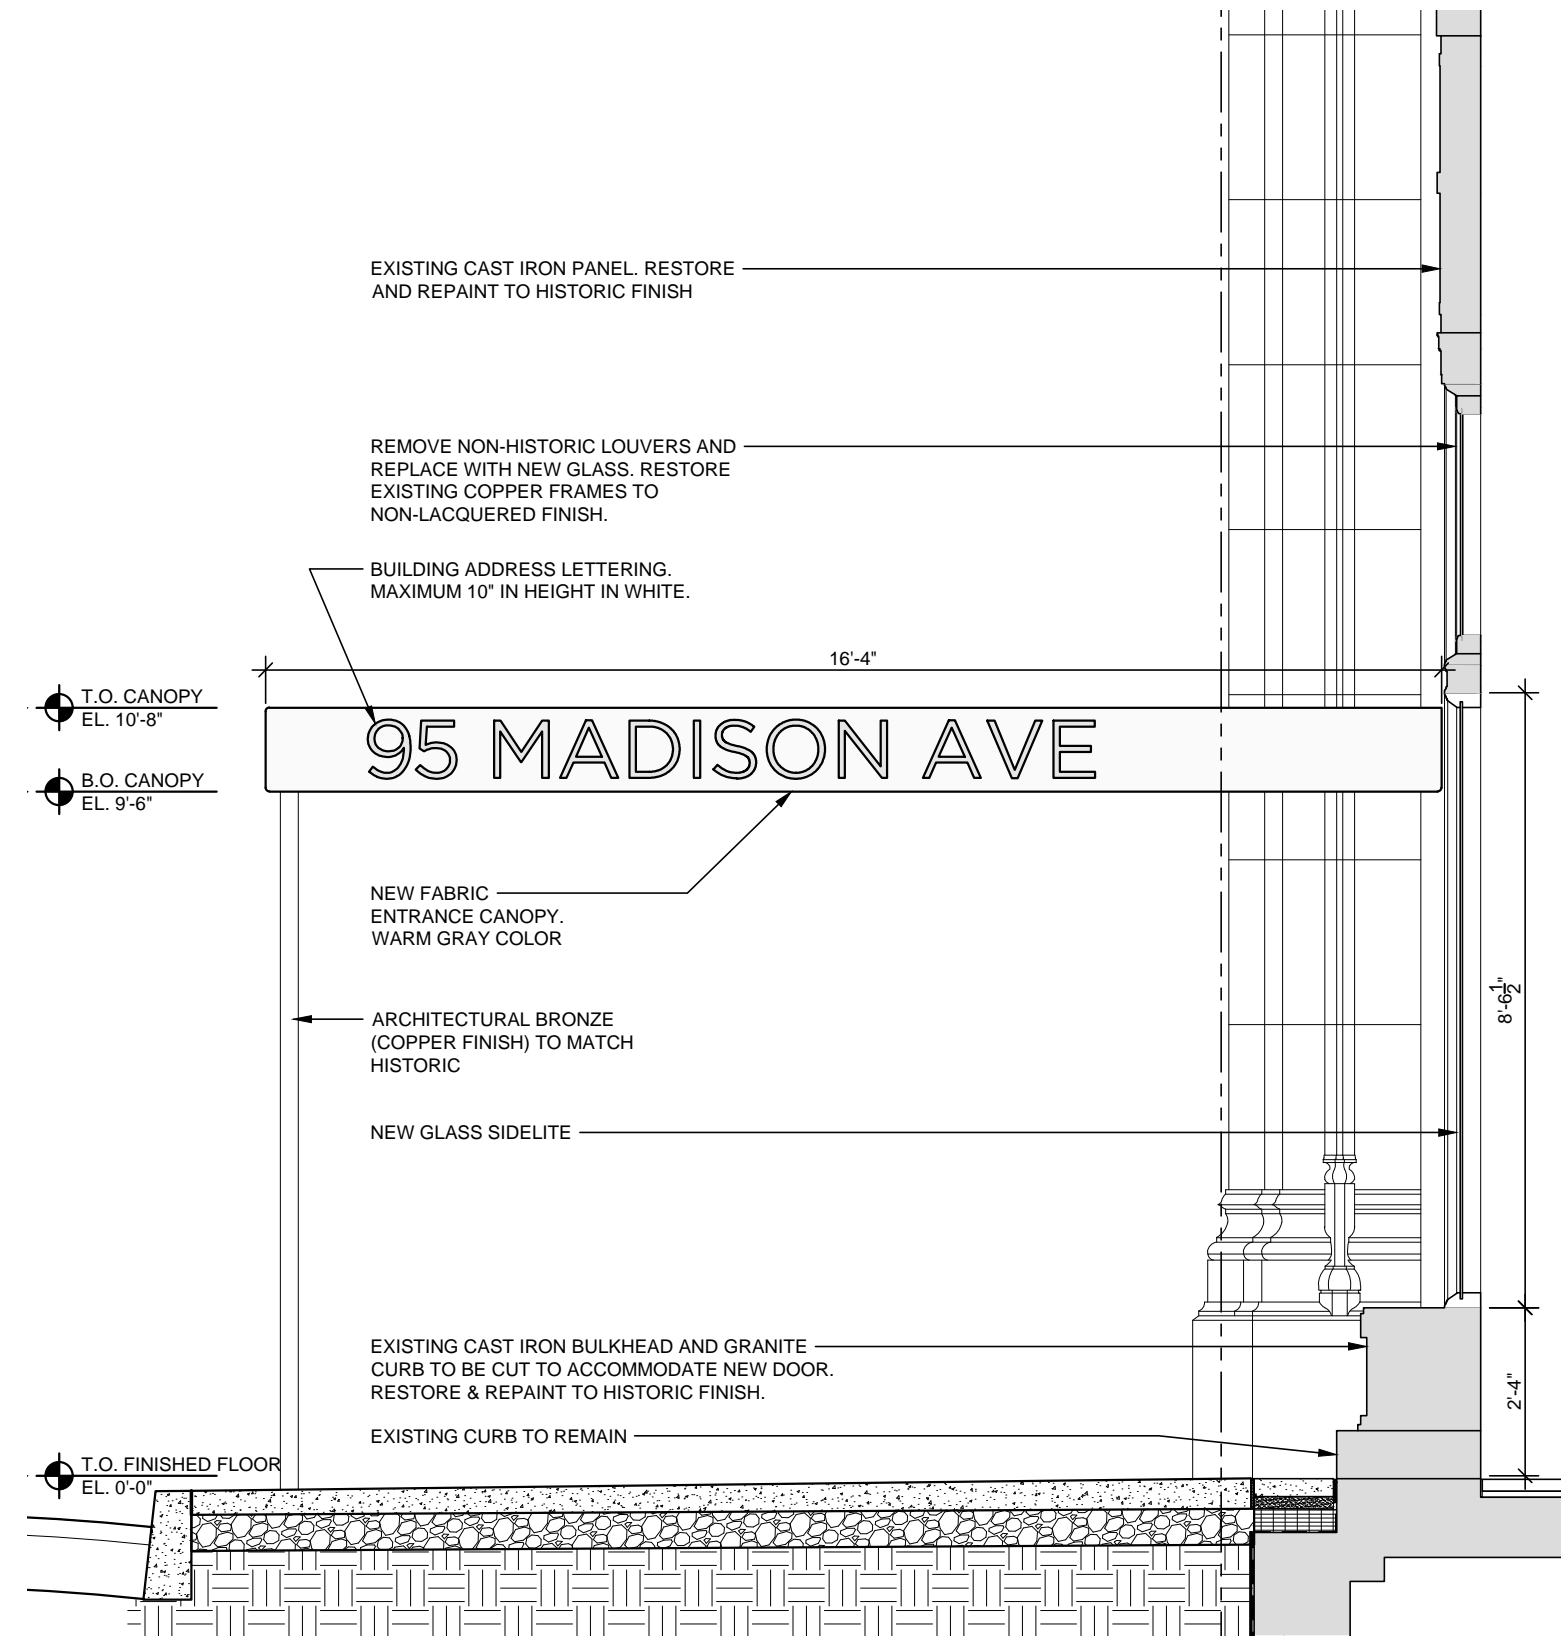 EXISTING CAST IRON PANEL. RESTORE
AND REPAINT TO HISTORIC FINISH
REMOVE NON-HISTORIC LOUVERS AND
REPLACE WITH NEW GLASS. RESTORE
EXISTING COPPER FRAMES TO
NON-LACQUERED FINISH.
BUILDING ADDRESS LETTERING.
MAXIMUM 10" IN HEIGHT IN WHITE.
16'-4"
T.O. CANOPY
EL. 10'-8"
95 MADISON AVE
B.O. CANOPY
EL. 9'-6"
NEW FABRIC
ENTRANCE CANOPY.
WARM GRAY COLOR
8'-6 1/2"
ARCHITECTURAL BRONZE
(COPPER FINISH) TO MATCH
HISTORIC
NEW GLASS SIDELITE
EXISTING CAST IRON BULKHEAD AND GRANITE
CURB TO BE CUT TO ACCOMMODATE NEW DOOR.
RESTORE & REPAINT TO HISTORIC FINISH.
2'-4"
EXISTING CURB TO REMAIN
T.O. FINISHED FLOOR
EL. 0'-0"